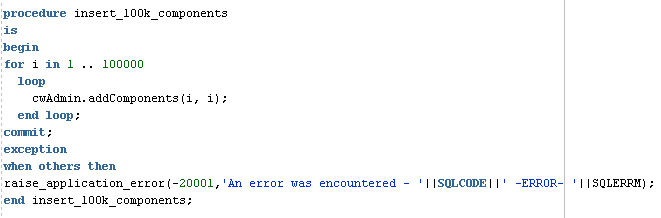 procedure insert_100k_components
is
begin
for i in 1 .. 100000
loop
cwAdmin.addComponents(i, i);
end loop;
commit;
exception
when others then
raise_application_error(-20001,'An error was encountered - '||SQLCODE||' -ERROR- '||SQLERRM);
end insert_100k_components;